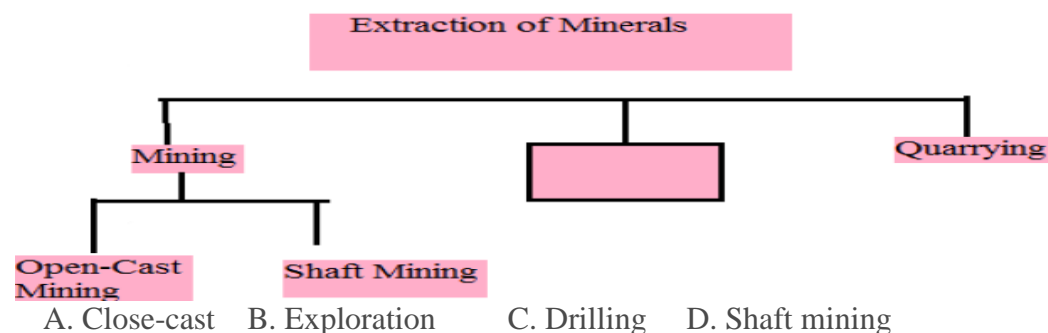 Extraction of Minerals
Mining
Quarrying
Open-Cast
Mining
Shaft Mining
A. Close-cast B. Exploration C. Drilling D. Shaft mining